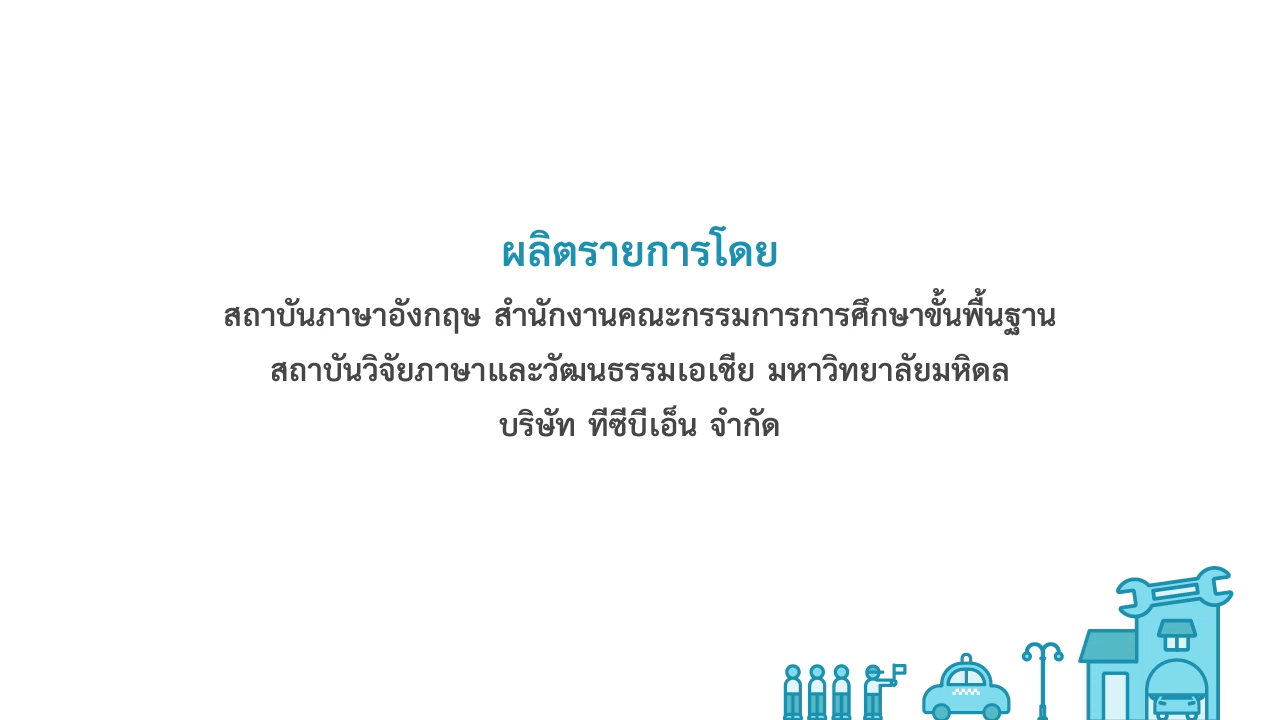 ผลิตรายการโดย
สถาบันภาษาอังกฤษ สำนักงานคณะกรรมการการศึกษาขั้นพื้นฐาน
สถาบันวิจัยภาษาและวัฒนธรรมเอเชีย มหาวิทยาลัยมหิดล
บริษัท ทีซีบีเอ็น จำกัด